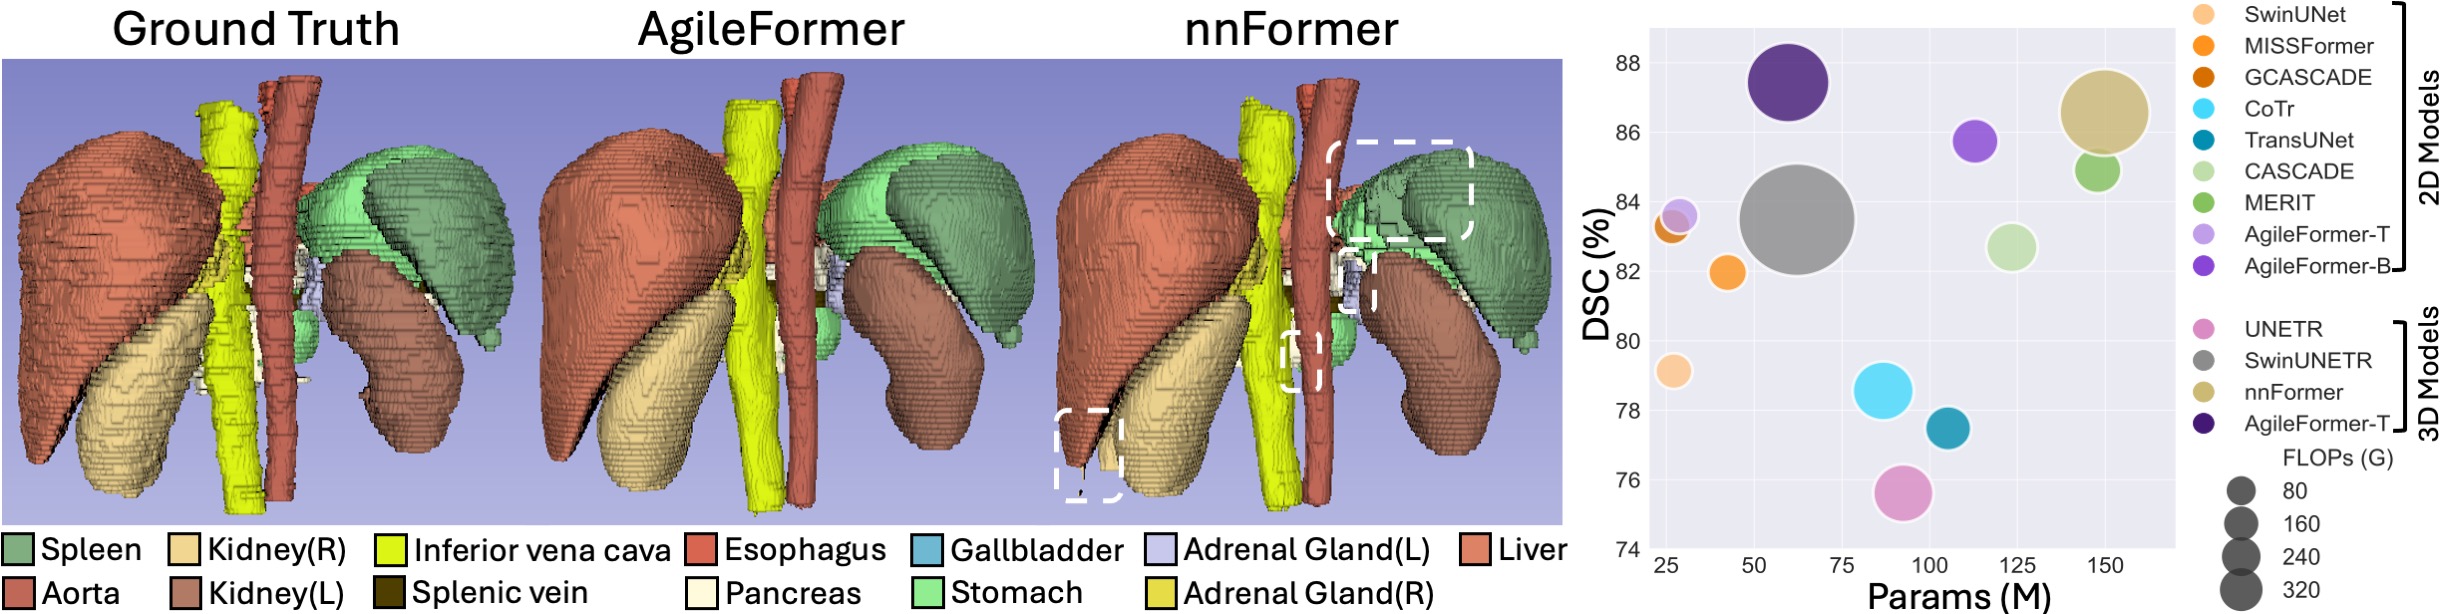 Ground Truth
AgileFormer
nnFormer
Spleen
Kidney(R)
Inferior vena cava
Esophagus
Gallbladder
Adrenal Gland(L)
Liver
Aorta
Kidney(L)
Splenic vein
Pancreas
Stomach
Adrenal Gland(R)
DSC (%)
88
86
84
82
80
78
76
74
25
50
75
100
125
150
Params (M)
SwinUNet
MISSFormer
GCASCADE
CoTr
TransUNet
CASCADE
MERIT
AgileFormer-T
AgileFormer-B
2D Models
UNETR
SwinUNETR
nnFormer
AgileFormer-T
3D Models
FLOPs (G)
80
160
240
320